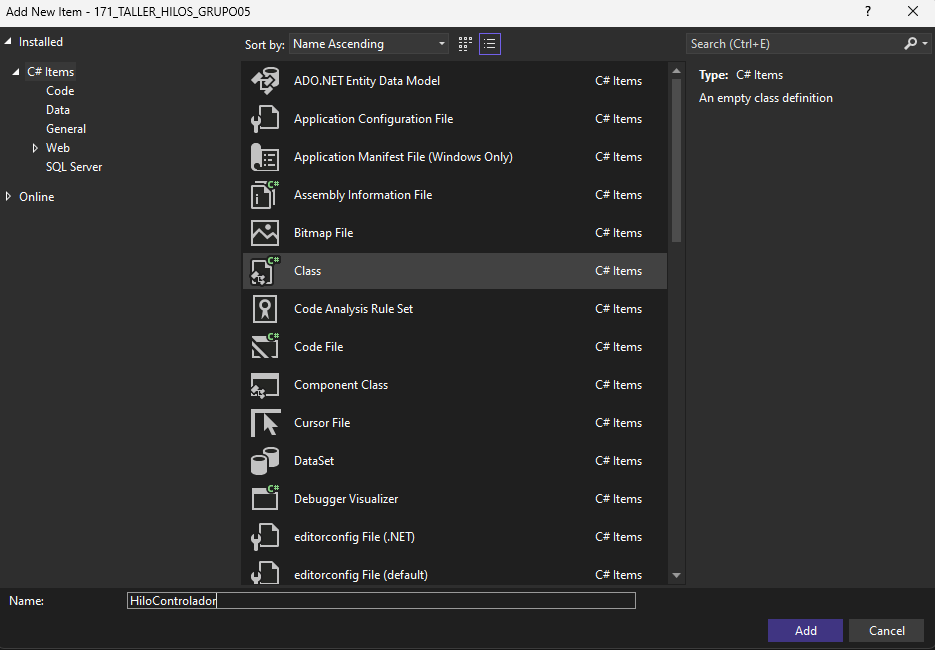 Add New Item - 171_TALLER_HILOS_GRUPO05
?
Installed
Sort by: Name Ascending
Search (Ctrl+E)
C# Items
Code
Data
General
Web
SQL Server
Online
ADO.NET Entity Data Model C# Items
Application Configuration File C# Items
Application Manifest File (Windows Only) C# Items
C#
Assembly Information File C# Items
Bitmap File C# Items
C#
Class C# Items
Code Analysis Rule Set C# Items
C#
Code File C# Items
Component Class C# Items
Cursor File C# Items
DataSet C# Items
C#
Debugger Visualizer C# Items
editorconfig File (.NET) C# Items
editorconfig File (default) C# Items
Type: C# Items
An empty class definition
Name: HiloControlador
Add Cancel